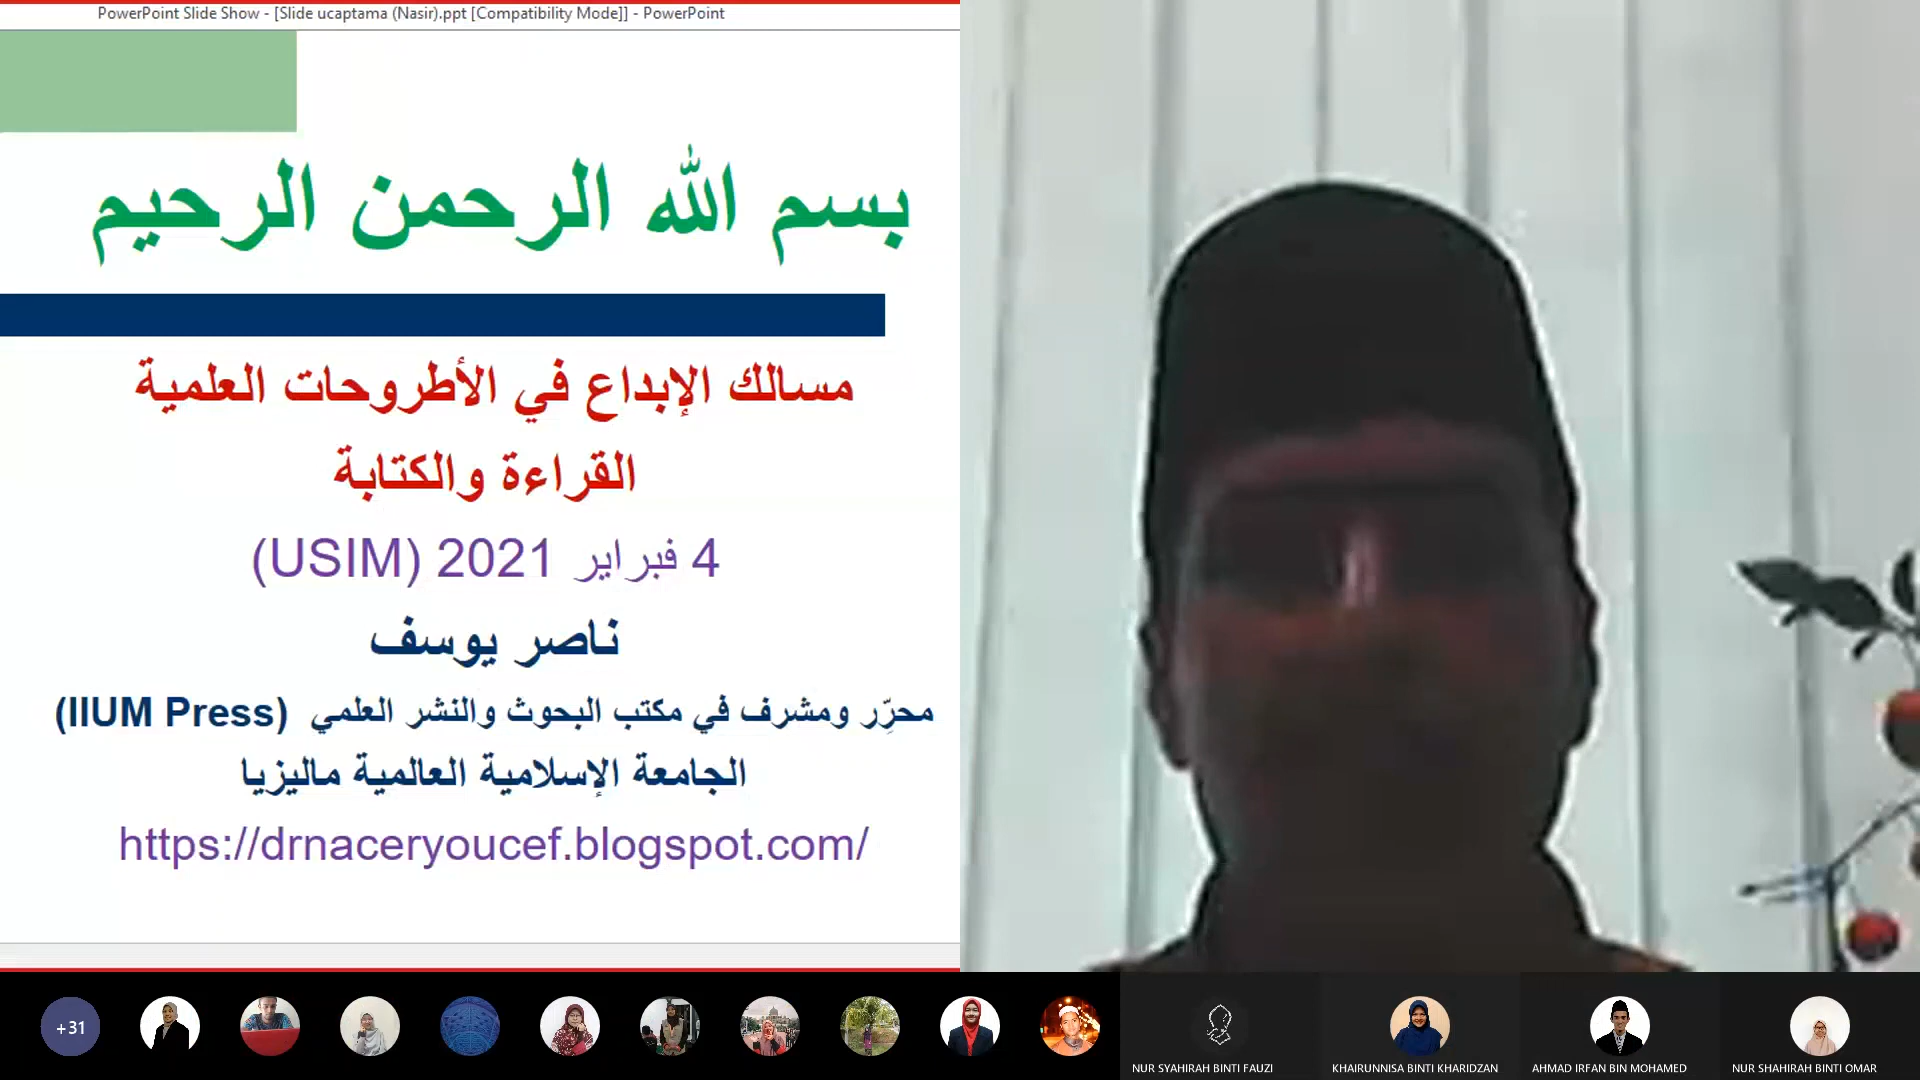 PowerPoint Slide Show - [Slide ucaptama (Nasir).ppt [Compatibility Mode]] - PowerPoint
بسم الله الرحمن الرحيم
مسالك الإبداع في الأطروحات العلمية
القراءة والكتابة
4 فبراير 2021 (USIM)
ناصر يوسف
محرِّر ومشرف في مكتب البحوث والنشر العلمي (IIUM Press)
الجامعة الإسلامية العالمية ماليزيا
https://drnaceryoucef.blogspot.com/
+31
NUR SYAHIRAH BINTI FAUZI
KHAIRUNNISA BINTI KHARIDZAN
AHMAD IRFAN BIN MOHAMED
NUR SHAHIRAH BINTI OMAR